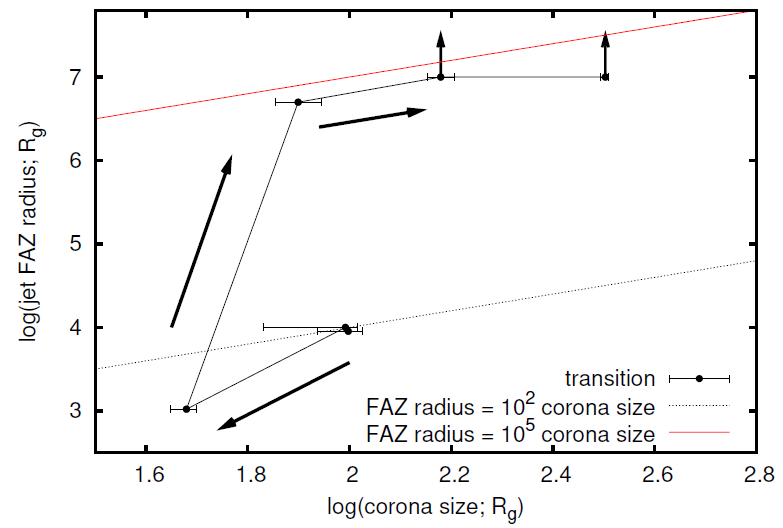 7
6
5
4
3
log(jet FAZ radius; Rg)
transition
FAZ radius = 10² corona size
FAZ radius = 10⁵ corona size
1.6 1.8 2 2.2 2.4 2.6 2.8
log(corona size; Rg)